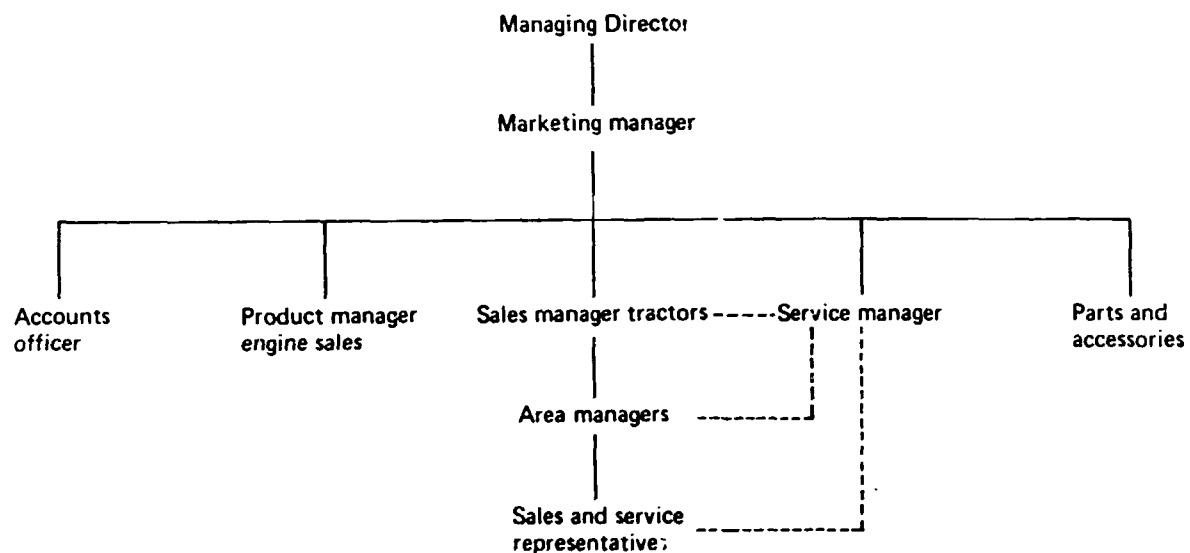 Managing Director
Marketing manager
Accounts
officer
Product manager
engine sales
Sales manager tractors
Service manager
Parts and
accessories
Area managers
Sales and service
representatives